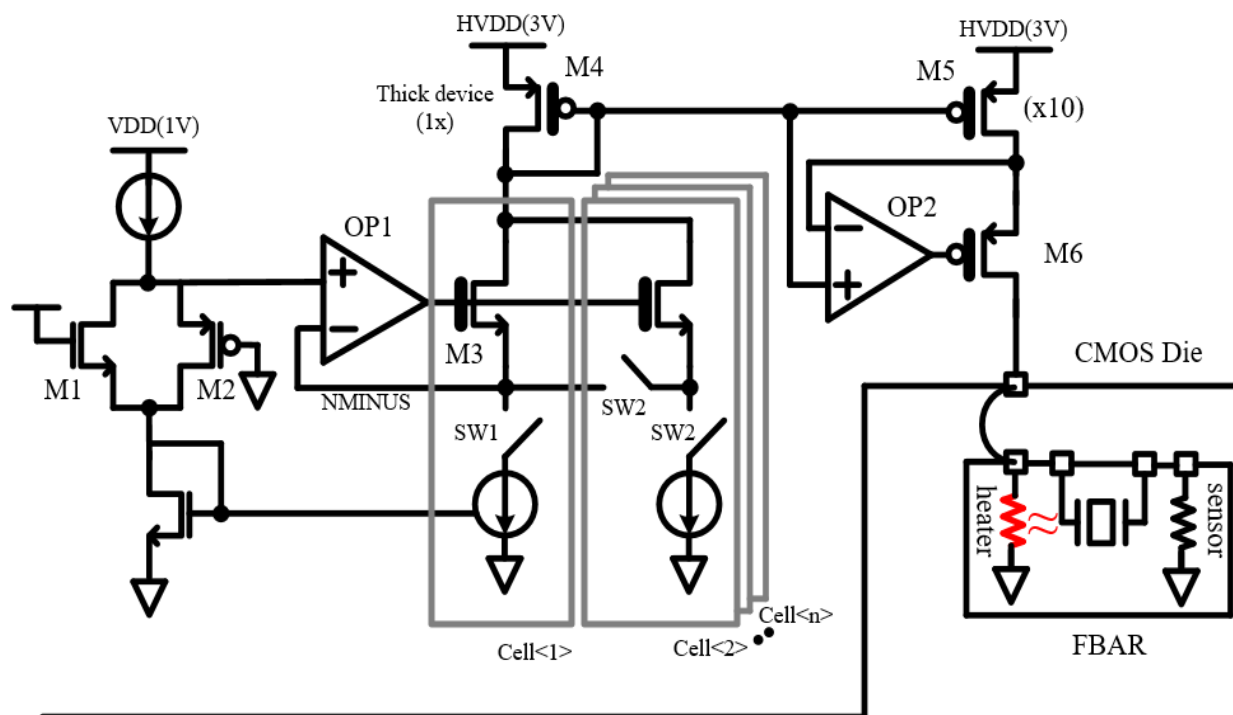 HVDD(3V)
HVDD(3V)
M4
M5
Thick device
(1x)
(x10)
VDD(1V)
OP1
OP2
+
−
−
+
M6
M1
M2
M3
NMINUS
SW2
SW1
SW2
CMOS Die
heater
sensor
Cell<1>
Cell<2>
Cell<n>
FBAR